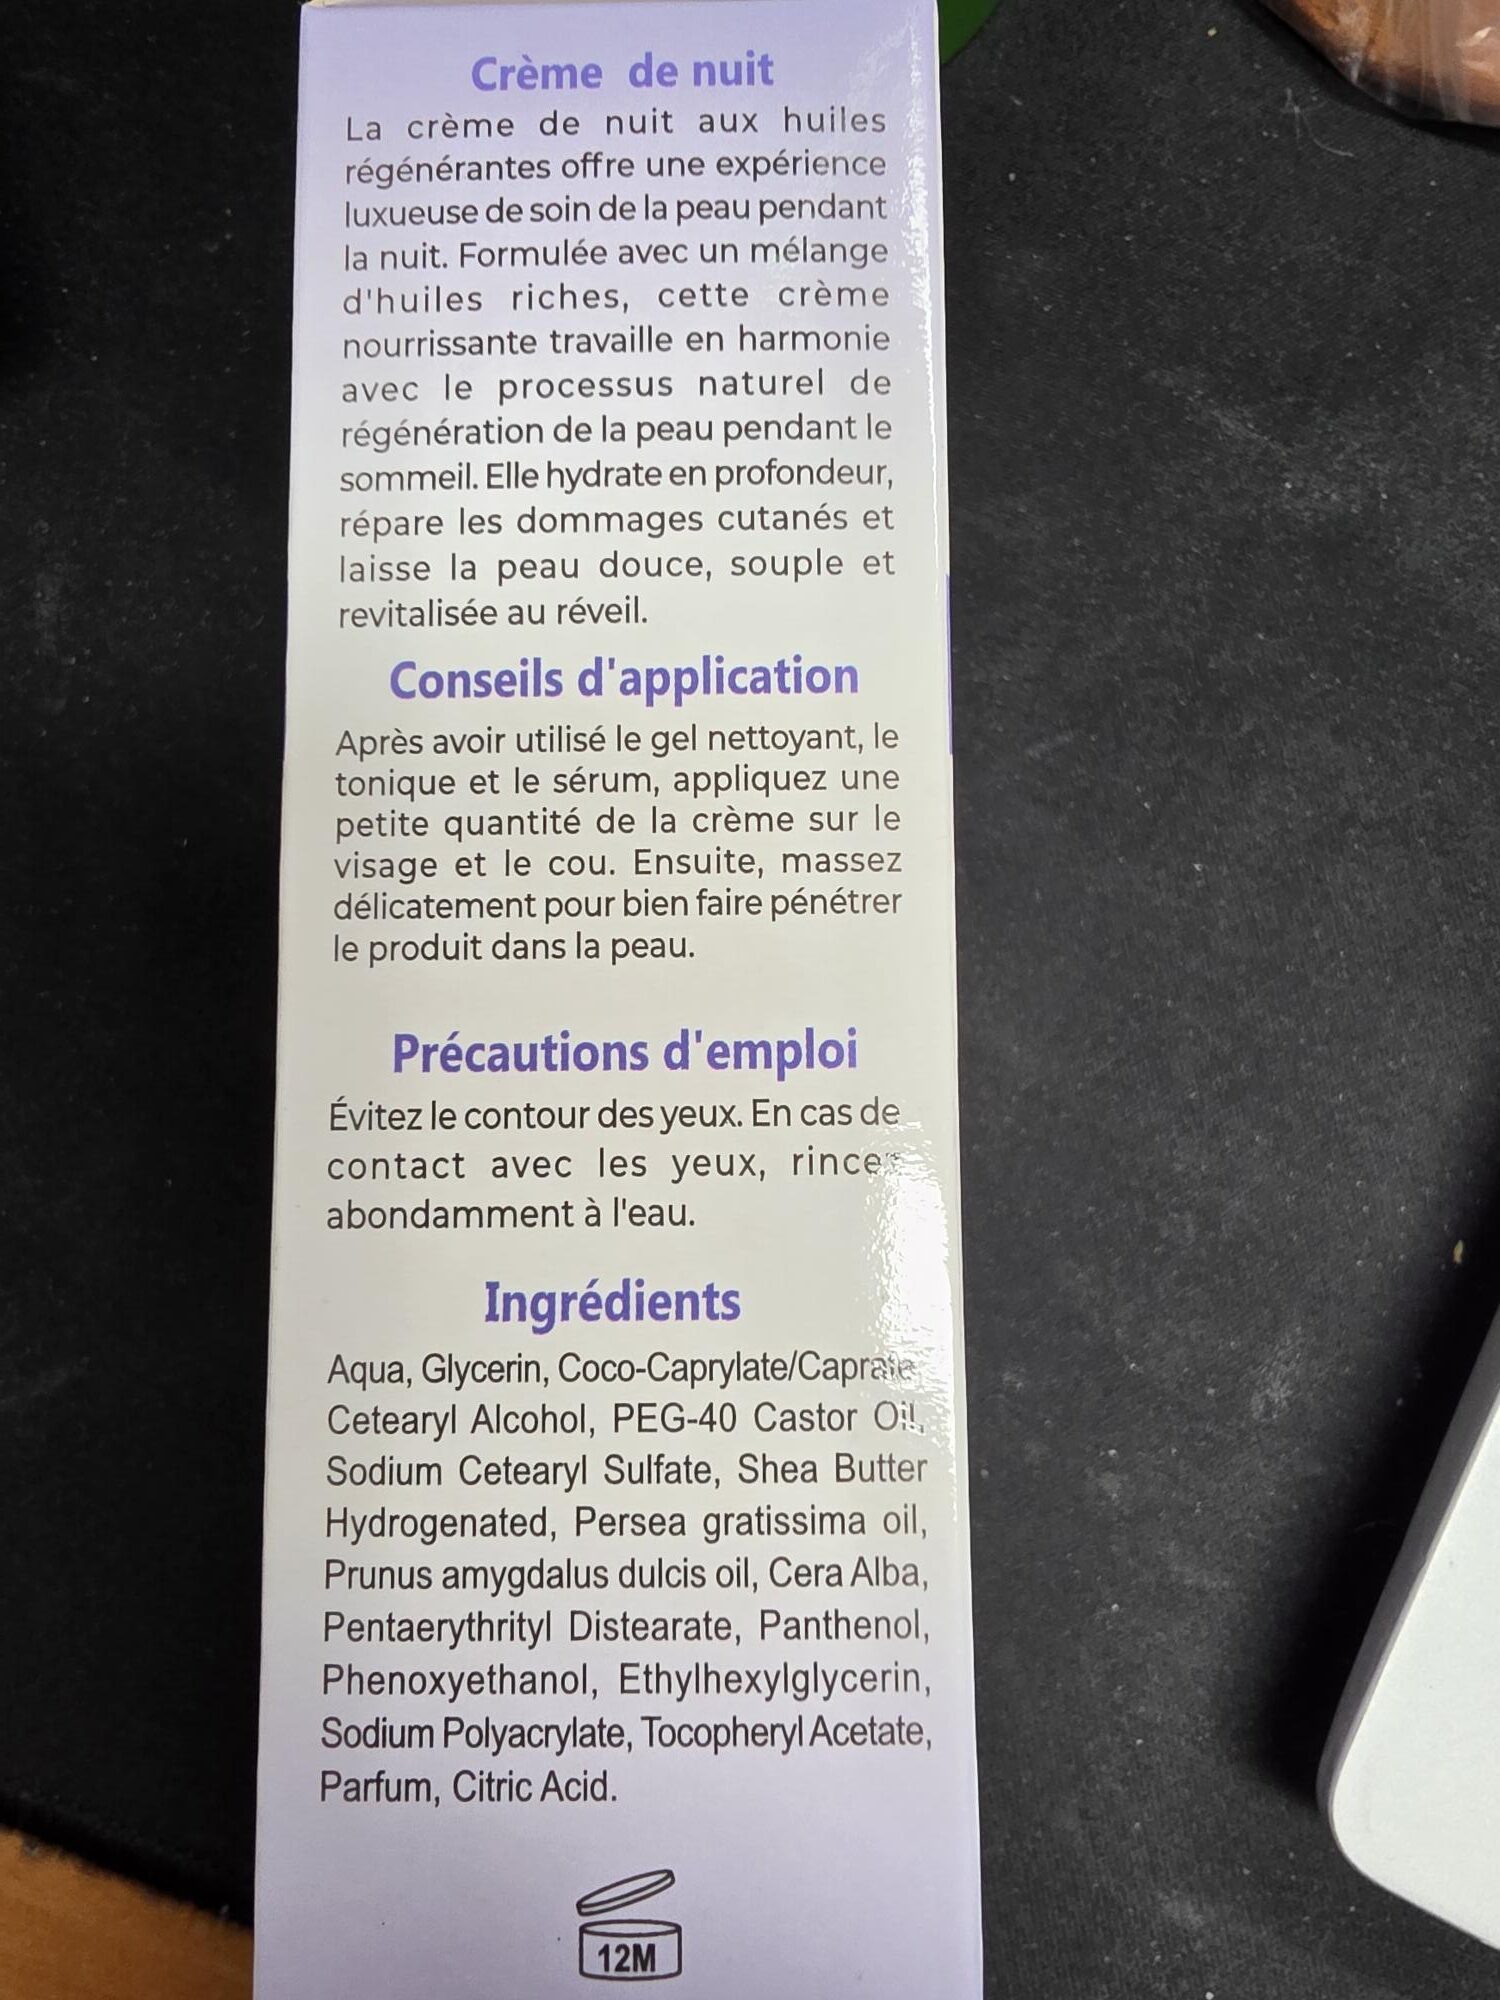 Crème de nuit
La crème de nuit aux huiles
régénérantes offre une expérience
luxueuse de soin de la peau pendant
la nuit. Formulée avec un mélange
d'huiles riches, cette crème
nourrissante travaille en harmonie
avec le processus naturel de
régénération de la peau pendant le
sommeil. Elle hydrate en profondeur,
répare les dommages cutanés et
laisse la peau douce, souple et
revitalisée au réveil.
Conseils d'application
Après avoir utilisé le gel nettoyant, le
tonique et le sérum, appliquez une
petite quantité de la crème sur le
visage et le cou. Ensuite, massez
délicatement pour bien faire pénétrer
le produit dans la peau.
Précautions d'emploi
Évitez le contour des yeux. En cas de
contact avec les yeux, rincer
abondamment à l'eau.
Ingrédients
Aqua, Glycerin, Coco-Caprylate/Caprate
Cetearyl Alcohol, PEG-40 Castor Oil,
Sodium Cetearyl Sulfate, Shea Butter
Hydrogenated, Persea gratissima oil,
Prunus amygdalus dulcis oil, Cera Alba,
Pentaerythrityl Distearate, Panthenol,
Phenoxyethanol, Ethylhexylglycerin,
Sodium Polyacrylate, Tocopheryl Acetate,
Parfum, Citric Acid.
12M